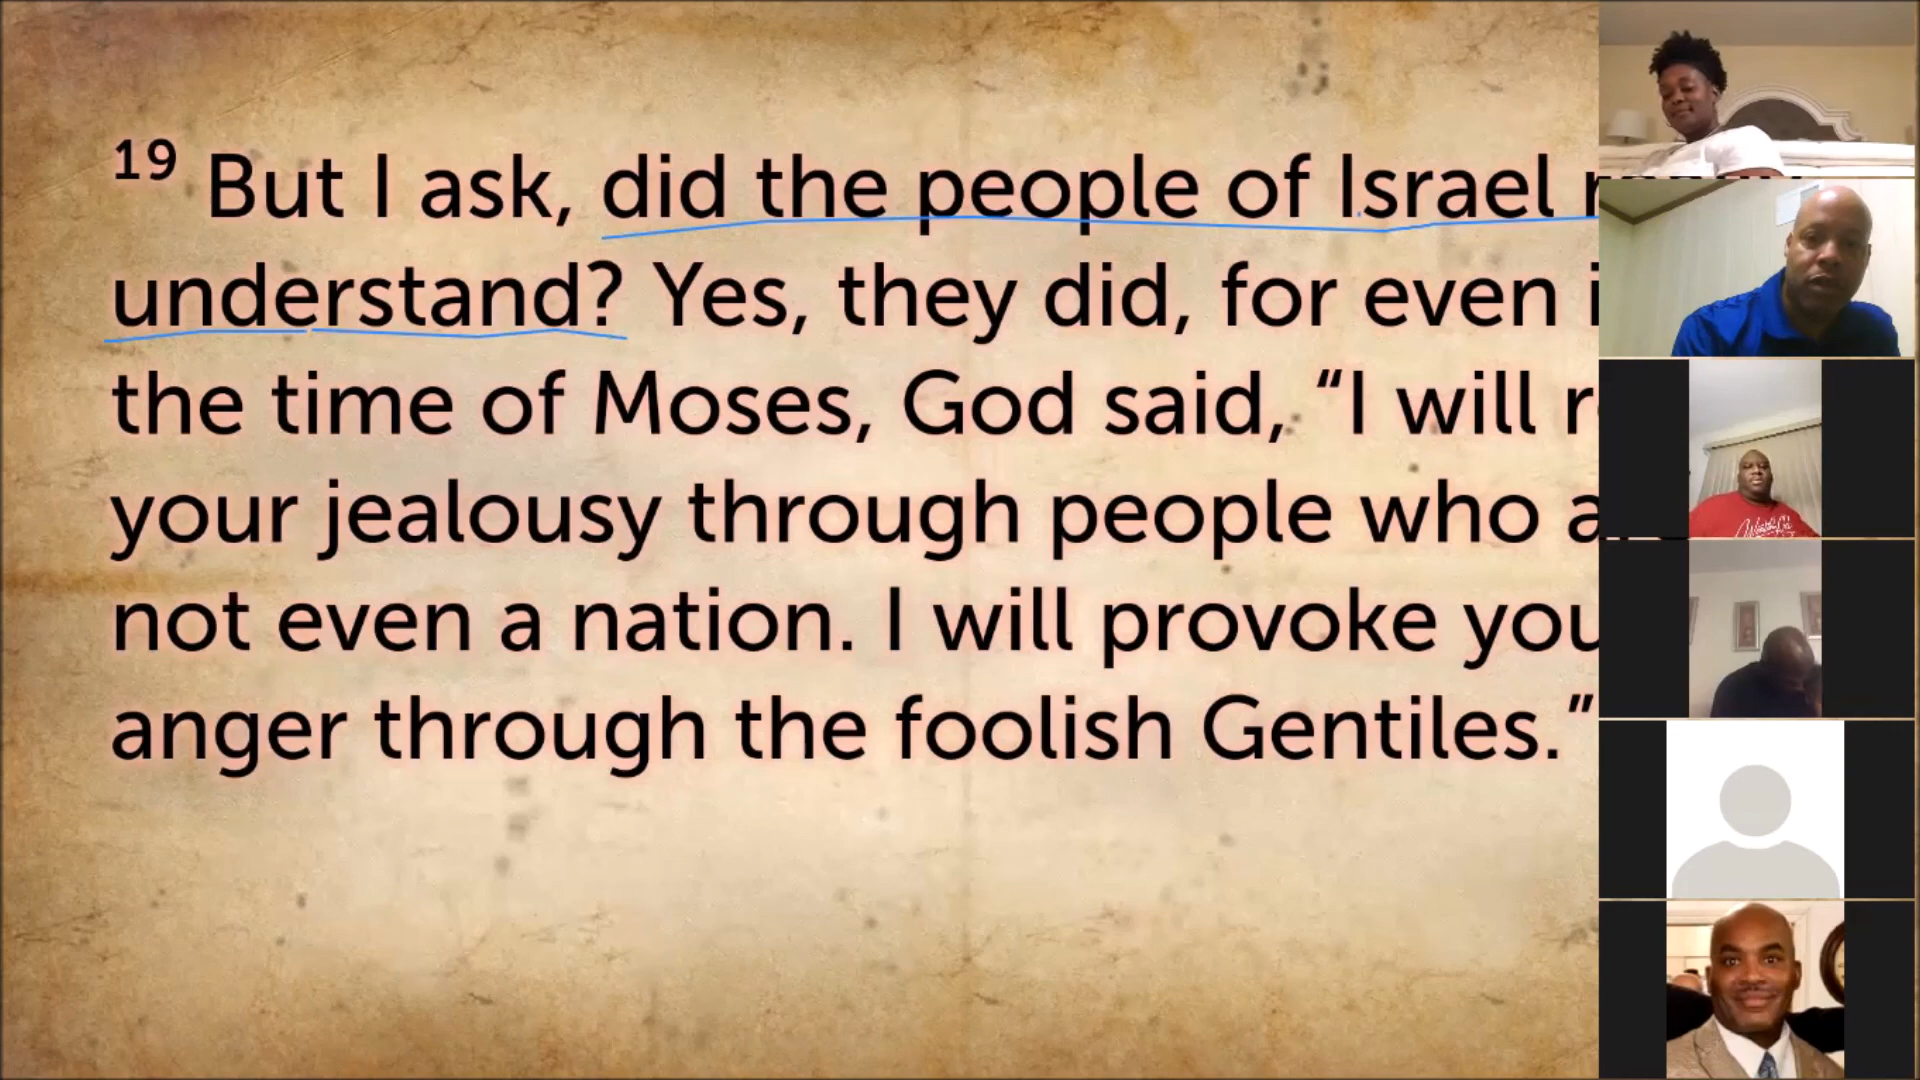 19 But I ask, did the people of Israel
understand? Yes, they did, for even
the time of Moses, God said, “I will
your jealousy through people who
not even a nation. I will provoke you
anger through the foolish Gentiles.”